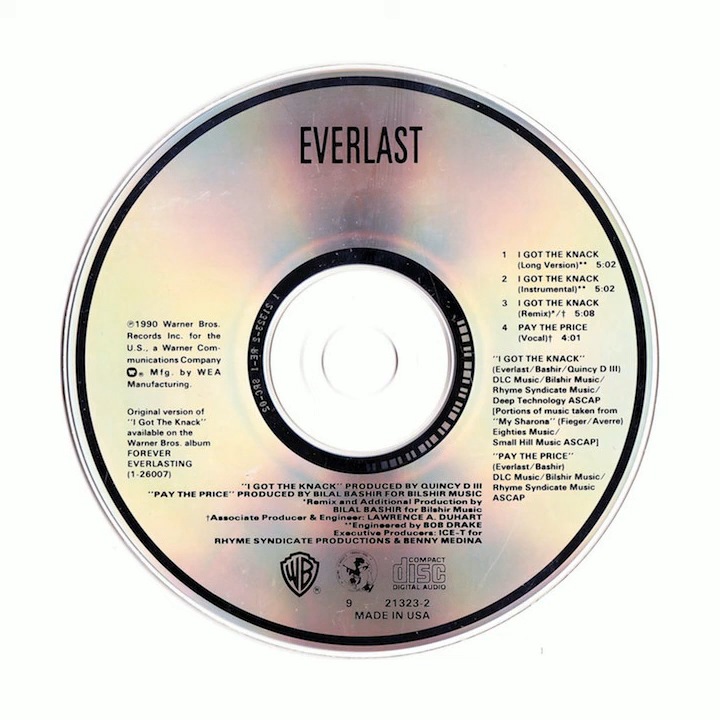 EVERLAST
1 I GOT THE KNACK
(Long Version)** 5:02
2 I GOT THE KNACK
(Instrumental)** 5:02
3 I GOT THE KNACK
(Remix)*/† 5:08
4 PAY THE PRICE
(Vocal)† 4:01
℗1990 Warner Bros.
Records Inc. for the
U.S., a Warner Com-
munications Company
Mfg. by WEA
Manufacturing.
Original version of
"I Got The Knack"
available on the
Warner Bros. album
FOREVER
EVERLASTING
(1-26007)
"I GOT THE KNACK"
(Everlast/Bashir/Quincy D III)
DLC Music/Bilshir Music/
Rhyme Syndicate Music/
Deep Technology ASCAP
[Portions of music taken from
"My Sharona" (Fieger/Averre)
Eighties Music/
Small Hill Music ASCAP]
"PAY THE PRICE"
(Everlast/Bashir)
DLC Music/Bilshir Music/
Rhyme Syndicate Music
ASCAP
"I GOT THE KNACK" PRODUCED BY QUINCY D III
"PAY THE PRICE" PRODUCED BY BILAL BASHIR FOR BILSHIR MUSIC
*Remix and Additional Production by
BILAL BASHIR for Bilshir Music
†Associate Producer & Engineer: LAWRENCE A. DUHART
**Engineered by BOB DRAKE
Executive Producers: ICE-T for
RHYME SYNDICATE PRODUCTIONS & BENNY MEDINA
WB
COMPACT
disc
DIGITAL AUDIO
9 21323-2
MADE IN USA